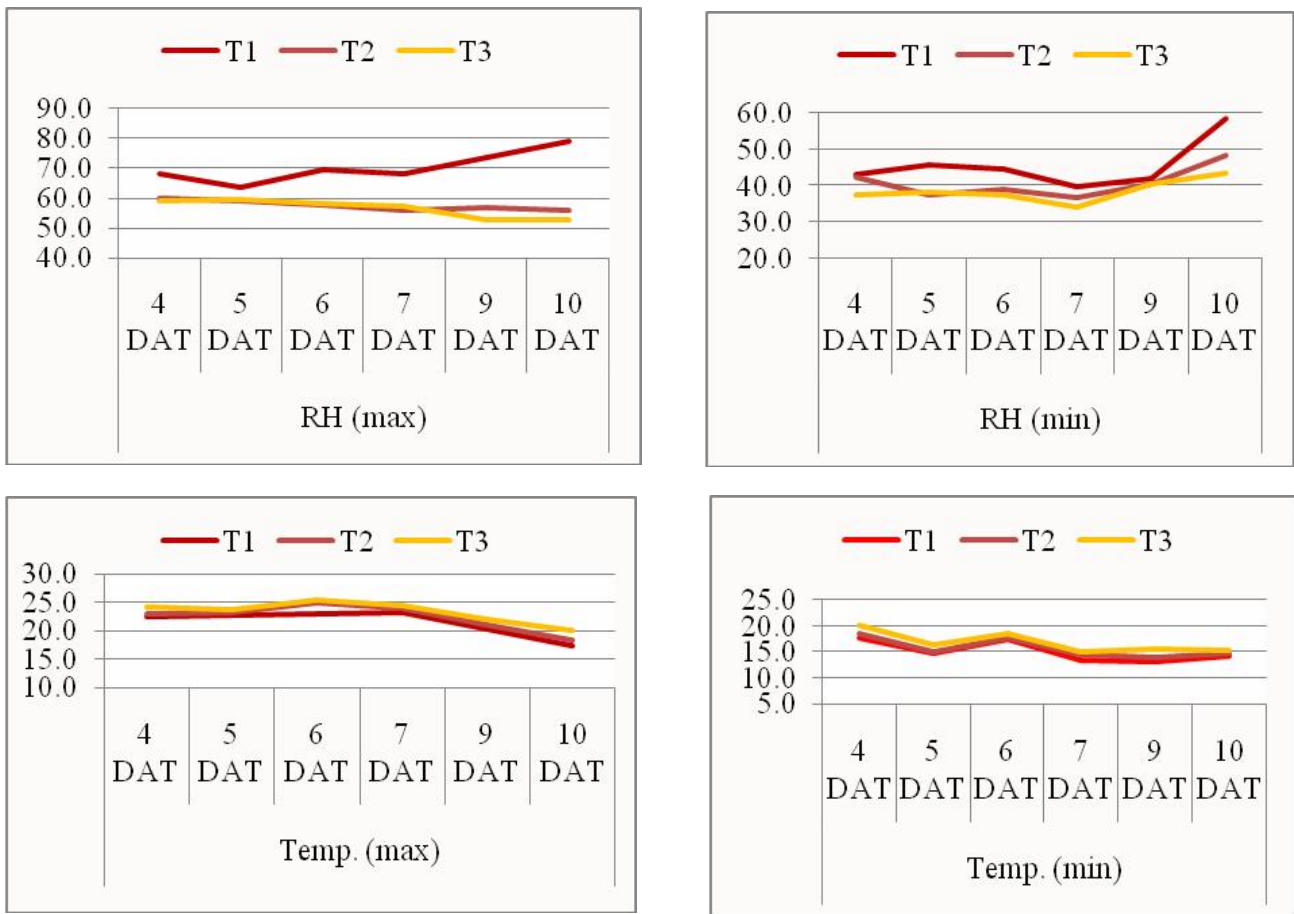 T1 T2 T3
90.0
80.0
70.0
60.0
50.0
40.0
4 5 6 7 9 10
DAT DAT DAT DAT DAT DAT
RH (max)
T1 T2 T3
60.0
50.0
40.0
30.0
20.0
4 5 6 7 9 10
DAT DAT DAT DAT DAT DAT
RH (min)
T1 T2 T3
30.0
25.0
20.0
15.0
10.0
4 5 6 7 9 10
DAT DAT DAT DAT DAT DAT
Temp. (max)
T1 T2 T3
25.0
20.0
15.0
10.0
5.0
4 5 6 7 9 10
DAT DAT DAT DAT DAT DAT
Temp. (min)